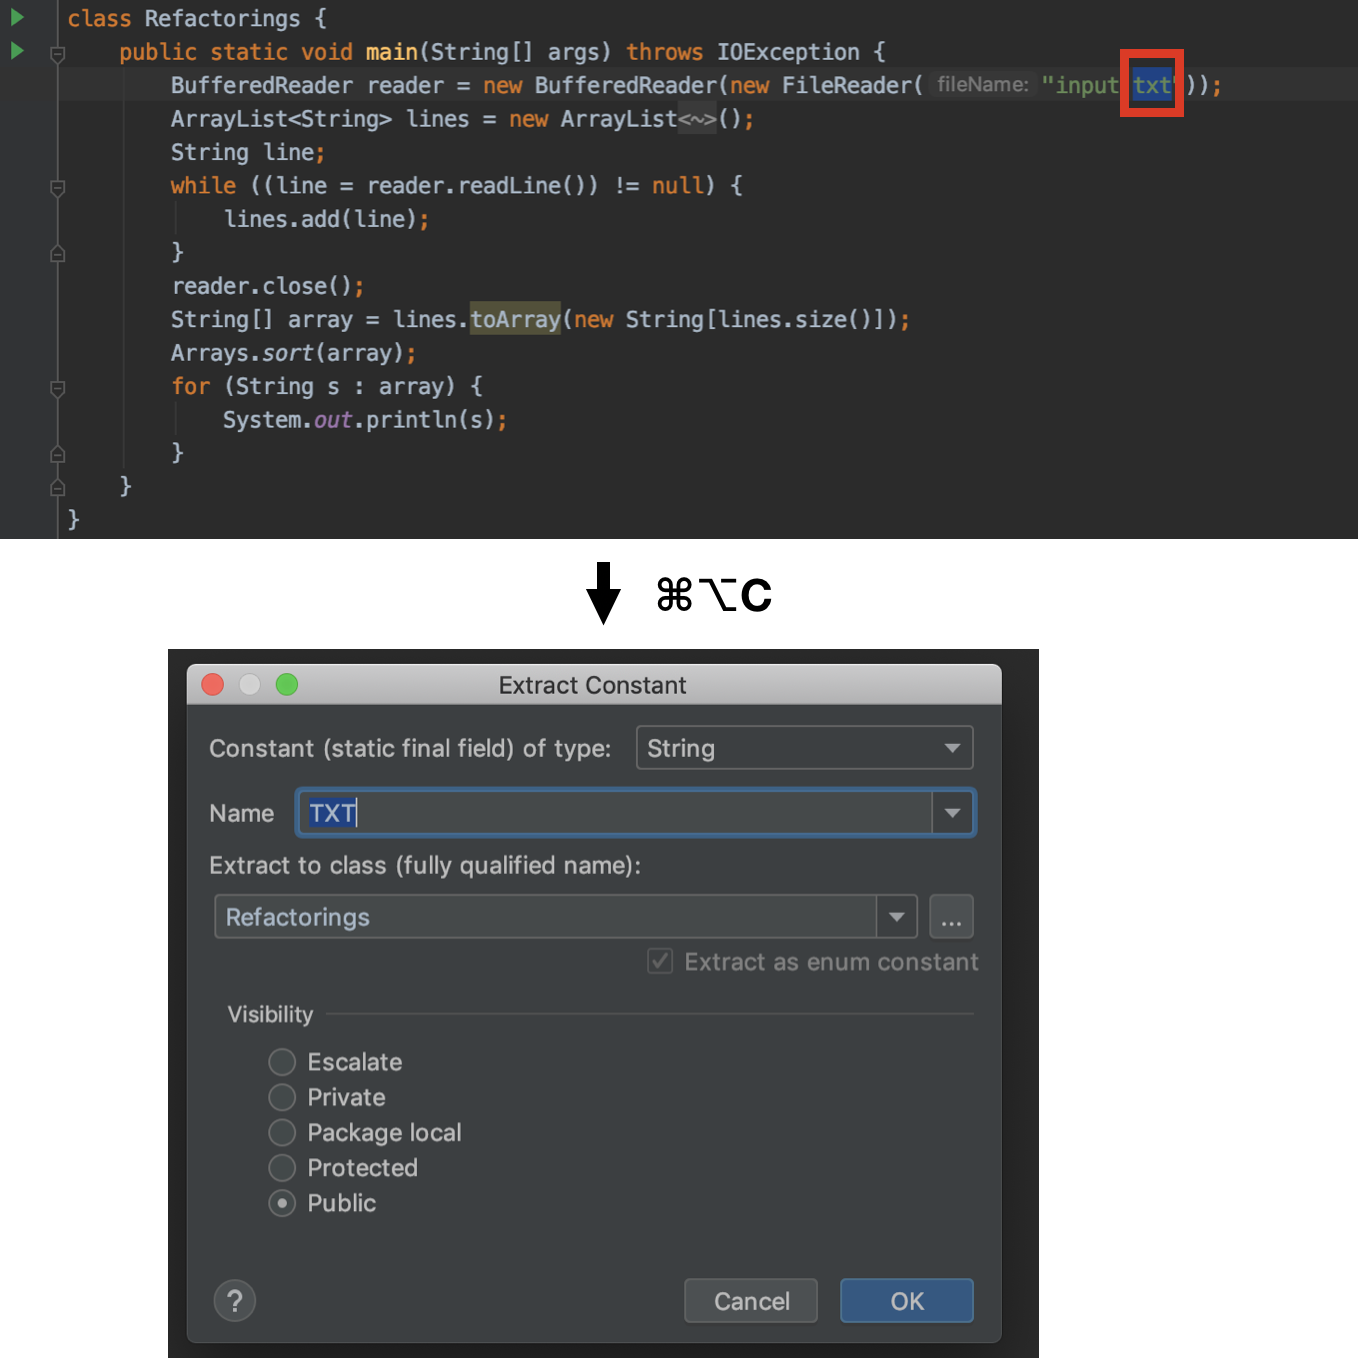 class Refactorings {
public static void main(String[] args) throws IOException {
BufferedReader reader = new BufferedReader(new FileReader( fileName: "input txt"));
ArrayList<String> lines = new ArrayList<~>();
String line;
while ((line = reader.readLine()) != null) {
lines.add(line);
}
reader.close();
String[] array = lines.toArray(new String[lines.size()]);
Arrays.sort(array);
for (String s : array) {
System.out.println(s);
}
}
}
⌘⌥C
Extract Constant
Constant (static final field) of type: String
Name TXT
Extract to class (fully qualified name):
Refactorings ...
Extract as enum constant
Visibility
Escalate
Private
Package local
Protected
Public
? Cancel OK